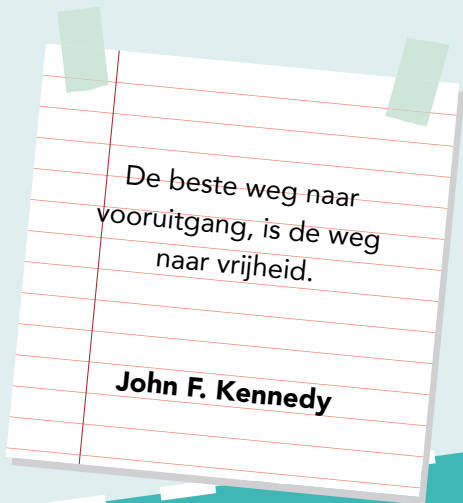 De beste weg naar
vooruitgang, is de weg
naar vrijheid.
John F. Kennedy